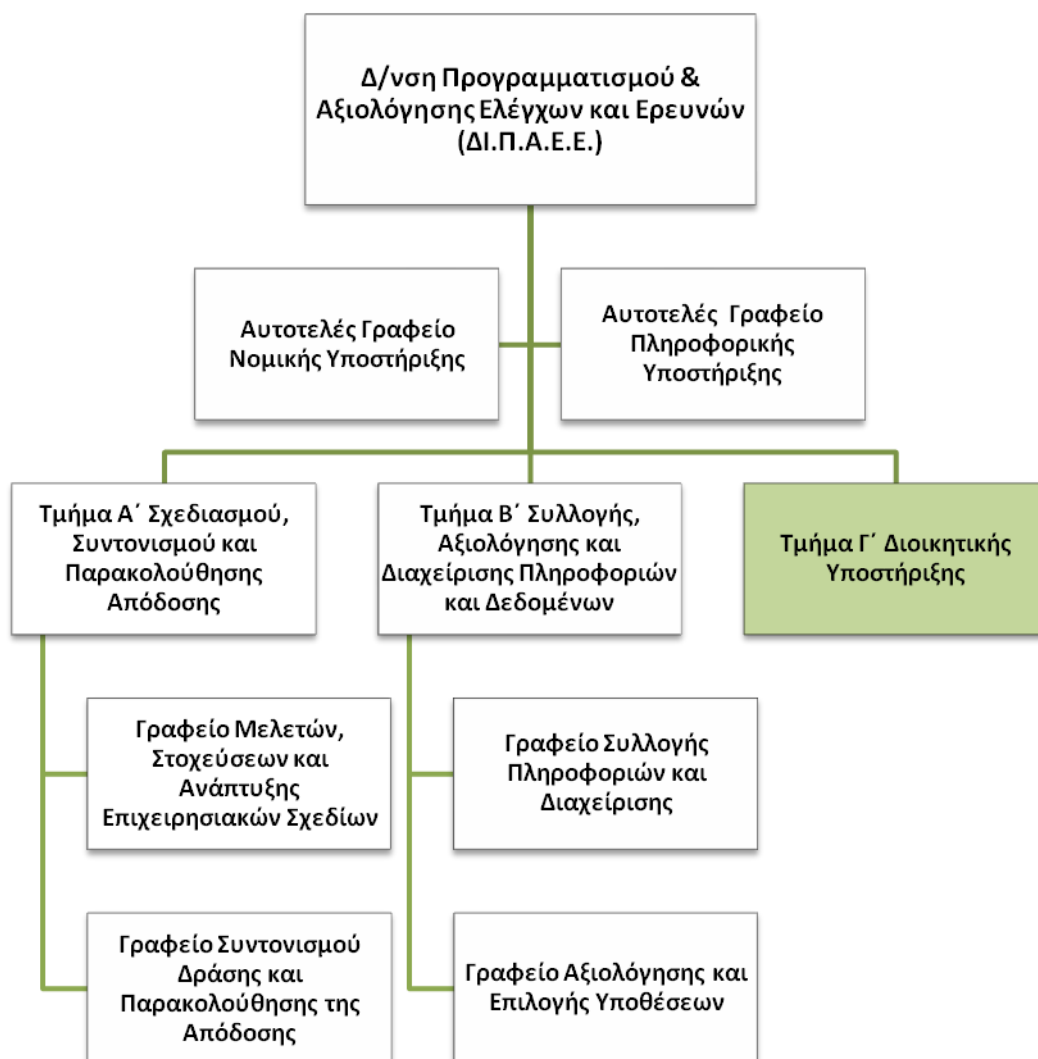 Δ/νση Προγραμματισμού &
Αξιολόγησης Ελέγχων και Ερευνών
(ΔΙ.Π.Α.Ε.Ε.)
Αυτοτελές Γραφείο
Νομικής Υποστήριξης
Αυτοτελές Γραφείο
Πληροφορικής
Υποστήριξης
Τμήμα Α΄ Σχεδιασμού,
Συντονισμού και
Παρακολούθησης
Απόδοσης
Τμήμα Β΄ Συλλογής,
Αξιολόγησης και
Διαχείρισης Πληροφοριών
και Δεδομένων
Τμήμα Γ΄ Διοικητικής
Υποστήριξης
Γραφείο Μελετών,
Στοχεύσεων και
Ανάπτυξης
Επιχειρησιακών Σχεδίων
Γραφείο Συλλογής
Πληροφοριών και
Διαχείρισης
Γραφείο Συντονισμού
Δράσης και
Παρακολούθησης της
Απόδοσης
Γραφείο Αξιολόγησης και
Επιλογής Υποθέσεων